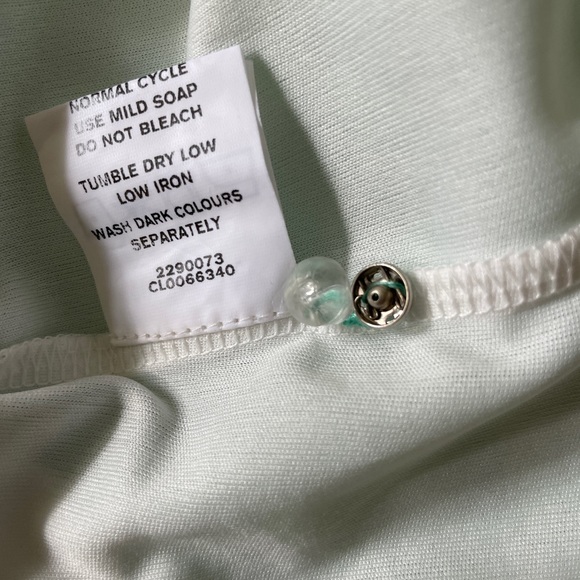 NORMAL CYCLE
USE MILD SOAP
DO NOT BLEACH
TUMBLE DRY LOW
LOW IRON
WASH DARK COLOURS
SEPARATELY
2290073
CL0066340